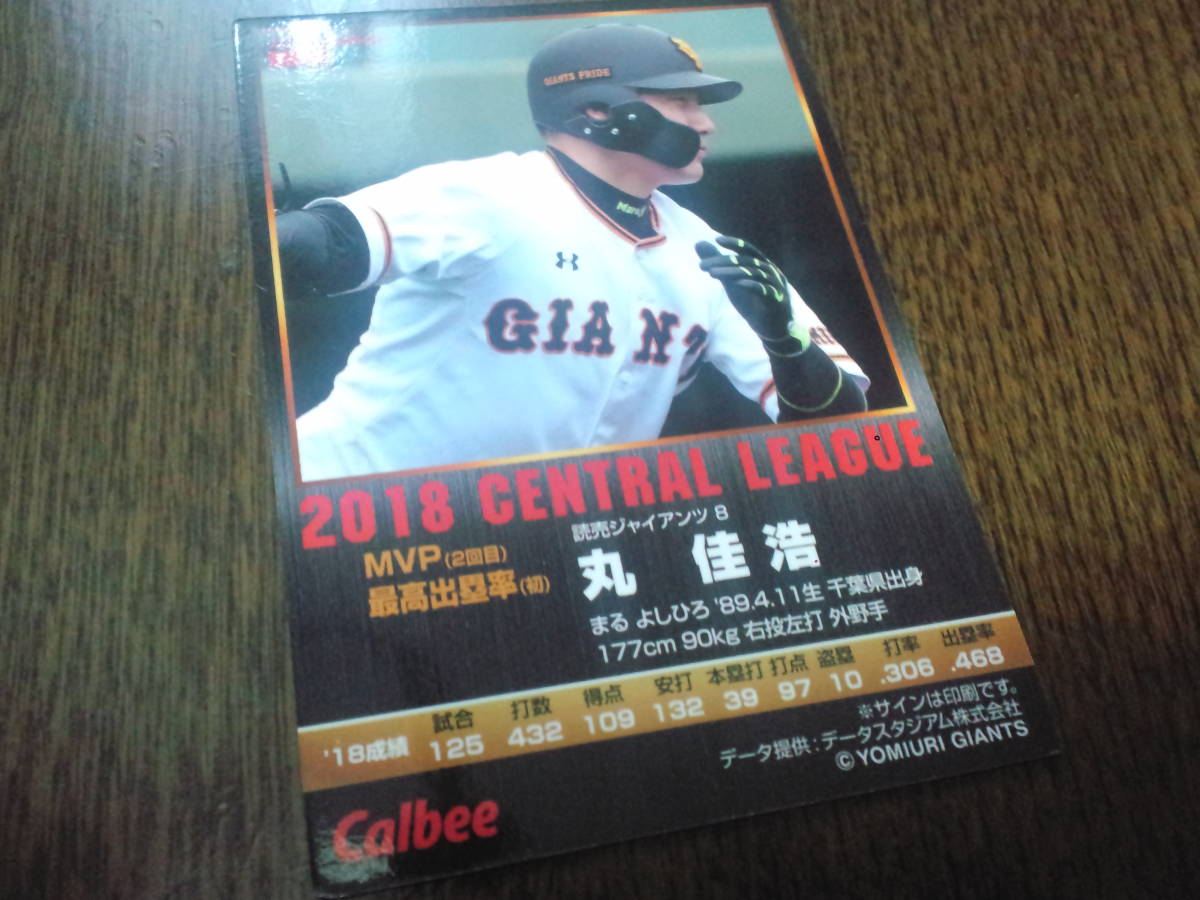 GIANTS PRIDE
GIANT
2018 CENTRAL LEAGUE
MVP(2回目)
最高出塁率(初)
読売ジャイアンツ 8
丸 佳浩
まる よしひろ '89.4.11生 千葉県出身
177cm 90kg 右投左打 外野手
試合 打数 得点 安打 本塁打 打点 盗塁 打率 出塁率
'18成績 125 432 109 132 39 97 10 .306 .468
※サインは印刷です。
データ提供:データスタジアム株式会社
©YOMIURI GIANTS
Calbee